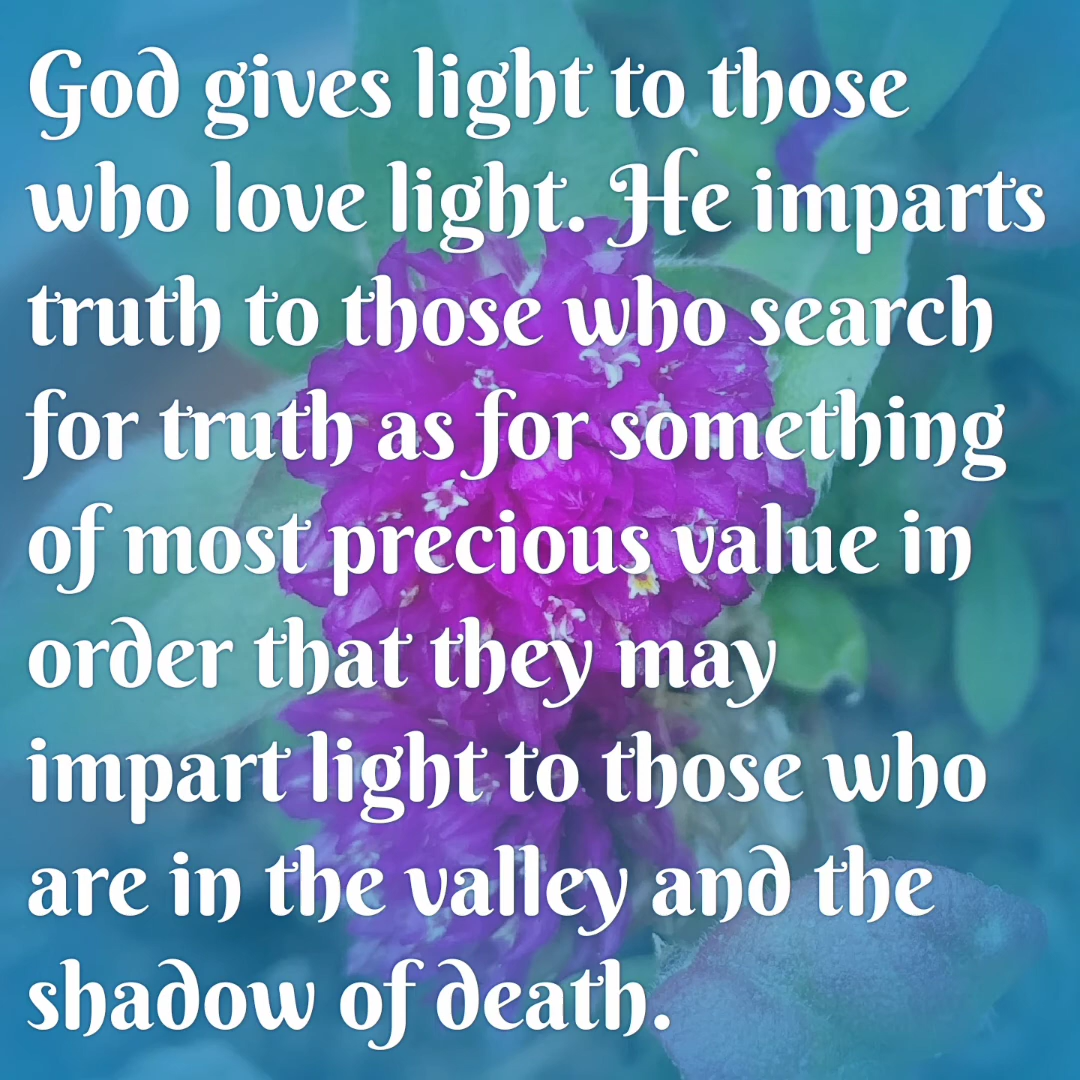 God gives light to those
who love light. He imparts
truth to those who search
for truth as for something
of most precious value in
order that they may
impart light to those who
are in the valley and the
shadow of death.